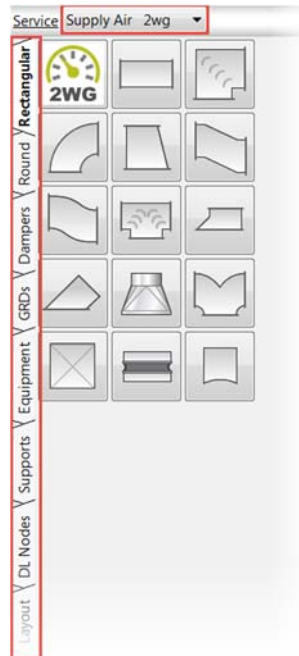 Service Supply Air 2wg
2WG
Rectangular
Round
Dampers
GRDs
Equipment
Supports
DL Nodes
Layout